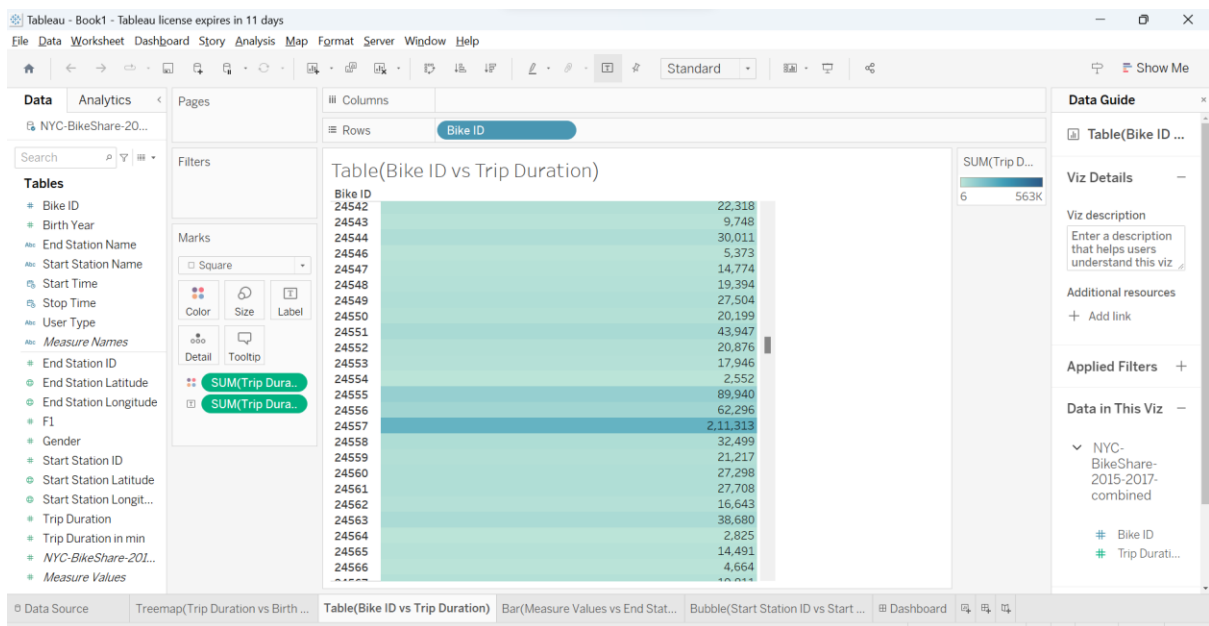 Tableau - Book1 - Tableau license expires in 11 days
File Data Worksheet Dashboard Story Analysis Map Format Server Window Help
Standard
Show Me
Data Analytics
NYC-BikeShare-20...
Search
Tables
# Bike ID
# Birth Year
Abc End Station Name
Abc Start Station Name
Start Time
Stop Time
Abc User Type
Abc Measure Names
# End Station ID
End Station Latitude
End Station Longitude
# F1
# Gender
# Start Station ID
Start Station Latitude
Start Station Longit...
# Trip Duration
# Trip Duration in min
# NYC-BikeShare-201...
# Measure Values
Pages
Filters
Marks
Square
Color Size Label
Detail Tooltip
SUM(Trip Dura..
SUM(Trip Dura..
Columns
Rows Bike ID
Table(Bike ID vs Trip Duration)
Bike ID
24542 22,318
24543 9,748
24544 30,011
24546 5,373
24547 14,774
24548 19,394
24549 27,504
24550 20,199
24551 43,947
24552 20,876
24553 17,946
24554 2,552
24555 89,940
24556 62,296
24557 2,11,313
24558 32,499
24559 21,217
24560 27,298
24561 27,708
24562 16,643
24563 38,680
24564 2,825
24565 14,491
24566 4,664
SUM(Trip D...
6 563K
Data Guide
Table(Bike ID ...
Viz Details
Viz description
Enter a description
that helps users
understand this viz
Additional resources
+ Add link
Applied Filters +
Data in This Viz
NYC-
BikeShare-
2015-2017-
combined
# Bike ID
# Trip Durati...
Data Source Treemap(Trip Duration vs Birth ... Table(Bike ID vs Trip Duration) Bar(Measure Values vs End Stat... Bubble(Start Station ID vs Start ... Dashboard